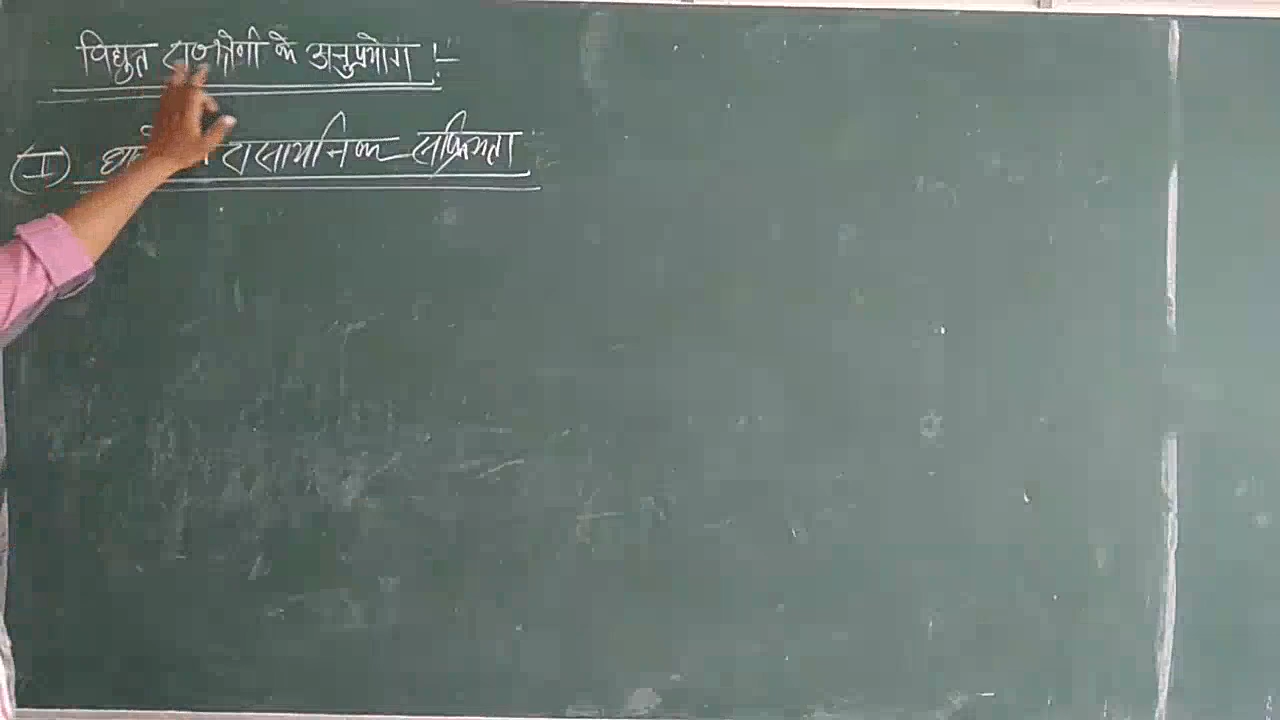 विद्युत के अनुप्रयोग :-
(I) रासायनिक सक्रियता